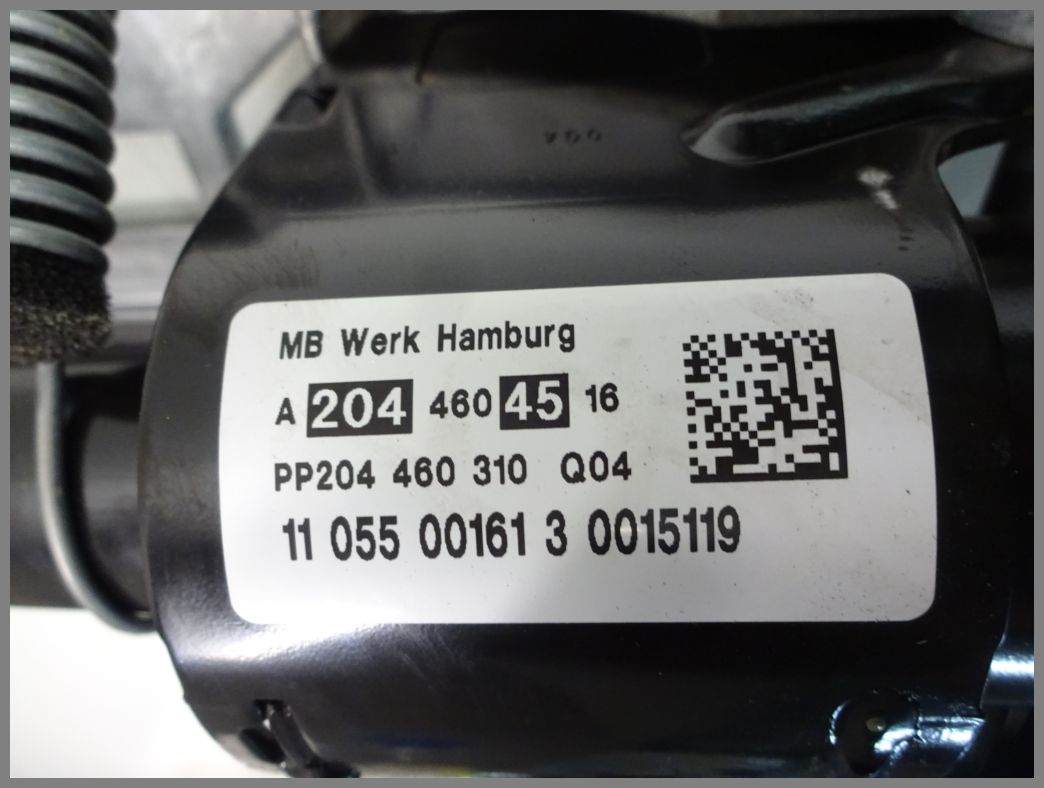 MB Werk Hamburg
A 204 460 45 16
PP204 460 310 Q04
11 055 00161 3 0015119